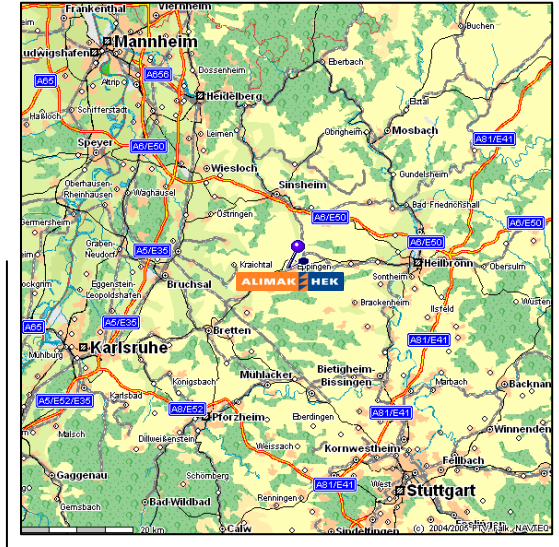 Frankenthal
Viernheim
Buchen
Mannheim
Ludwigshafen
A65
A656
Altrip
Dossenheim
Eberbach
Heidelberg
Elztal
Haßloch
Schifferstadt
Leimen
Obrigheim
Mosbach
A81/E41
Speyer
A6/E50
Wiesloch
Gundelsheim
Oberhausen-
Rheinhausen
Waghäusel
Sinsheim
Bad-Friedrichshall
Östringen
A6/E50
A6/E50
Germersheim
Graben-
Neudorf
A5/E35
A6/E50
Kraichtal
Eppingen
Heilbronn
Obersulm
Eggenstein-
Leopoldshafen
Bruchsal
ALIMAK HEK
Sontheim
Brackenheim
Ilsfeld
A65
A5/E35
Bretten
Mühlburg
Karlsruhe
A81/E41
Mühlacker
Bietigheim-
Bissingen
Königsbach
Marbach
Backnang
Karlsbad
A5/E52/E35
A8/E52
Pforzheim
Eberdingen
A81/E41
Malsch
Dillweißenstein
Weissach
Kornwestheim
Winnenden
Gaggenau
Schömberg
Fellbach
A81/E41
West
Stuttgart
Gernsbach
Bad-Wildbad
Renningen
20 km
Calw
Sindelfingen
Esslingen